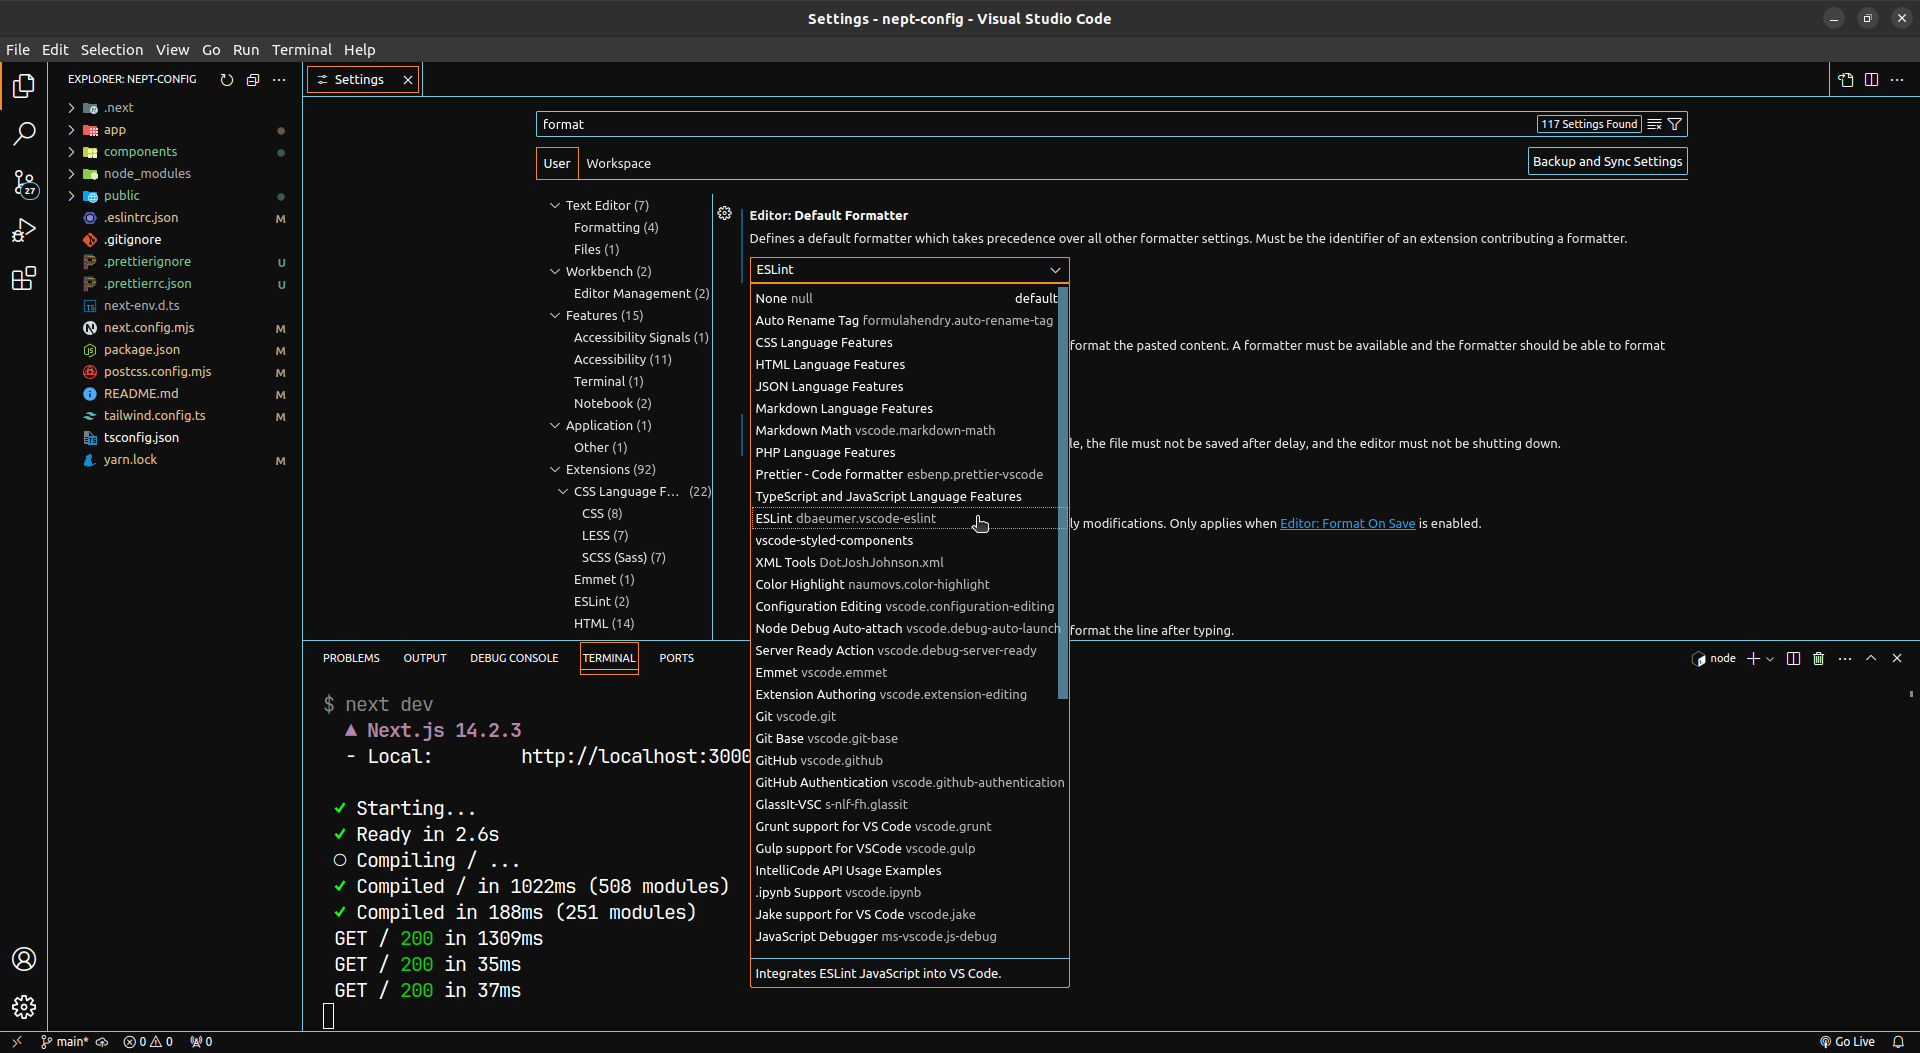 Settings - nept-config - Visual Studio Code
File Edit Selection View Go Run Terminal Help
EXPLORER: NEPT-CONFIG
.next
app
components
node_modules
public
.eslintrc.json M
.gitignore
.prettierignore U
.prettierrc.json U
next-env.d.ts
next.config.mjs M
package.json M
postcss.config.mjs M
README.md M
tailwind.config.ts M
tsconfig.json
yarn.lock M
27
Settings
format
117 Settings Found
User Workspace
Backup and Sync Settings
Text Editor (7)
Formatting (4)
Files (1)
Workbench (2)
Editor Management (2)
Features (15)
Accessibility Signals (1)
Accessibility (11)
Terminal (1)
Notebook (2)
Application (1)
Other (1)
Extensions (92)
CSS Language F... (22)
CSS (8)
LESS (7)
SCSS (Sass) (7)
Emmet (1)
ESLint (2)
HTML (14)
Editor: Default Formatter
Defines a default formatter which takes precedence over all other formatter settings. Must be the identifier of an extension contributing a formatter.
ESLint
None null default
Auto Rename Tag formulahendry.auto-rename-tag
CSS Language Features
HTML Language Features
JSON Language Features
Markdown Language Features
Markdown Math vscode.markdown-math
PHP Language Features
Prettier - Code formatter esbenp.prettier-vscode
TypeScript and JavaScript Language Features
ESLint dbaeumer.vscode-eslint
vscode-styled-components
XML Tools DotJoshJohnson.xml
Color Highlight naumovs.color-highlight
Configuration Editing vscode.configuration-editing
Node Debug Auto-attach vscode.debug-auto-launch
Server Ready Action vscode.debug-server-ready
Emmet vscode.emmet
Extension Authoring vscode.extension-editing
Git vscode.git
Git Base vscode.git-base
GitHub vscode.github
GitHub Authentication vscode.github-authentication
GlassIt-VSC s-nlf-fh.glassit
Grunt support for VS Code vscode.grunt
Gulp support for VSCode vscode.gulp
IntelliCode API Usage Examples
.ipynb Support vscode.ipynb
Jake support for VS Code vscode.jake
JavaScript Debugger ms-vscode.js-debug
Integrates ESLint JavaScript into VS Code.
format the pasted content. A formatter must be available and the formatter should be able to format
le, the file must not be saved after delay, and the editor must not be shutting down.
ly modifications. Only applies when Editor: Format On Save is enabled.
format the line after typing.
PROBLEMS OUTPUT DEBUG CONSOLE TERMINAL PORTS
node
$ next dev
▲ Next.js 14.2.3
- Local: http://localhost:3000
✓ Starting...
✓ Ready in 2.6s
○ Compiling / ...
✓ Compiled / in 1022ms (508 modules)
✓ Compiled in 188ms (251 modules)
GET / 200 in 1309ms
GET / 200 in 35ms
GET / 200 in 37ms
main* 0 0 0
Go Live